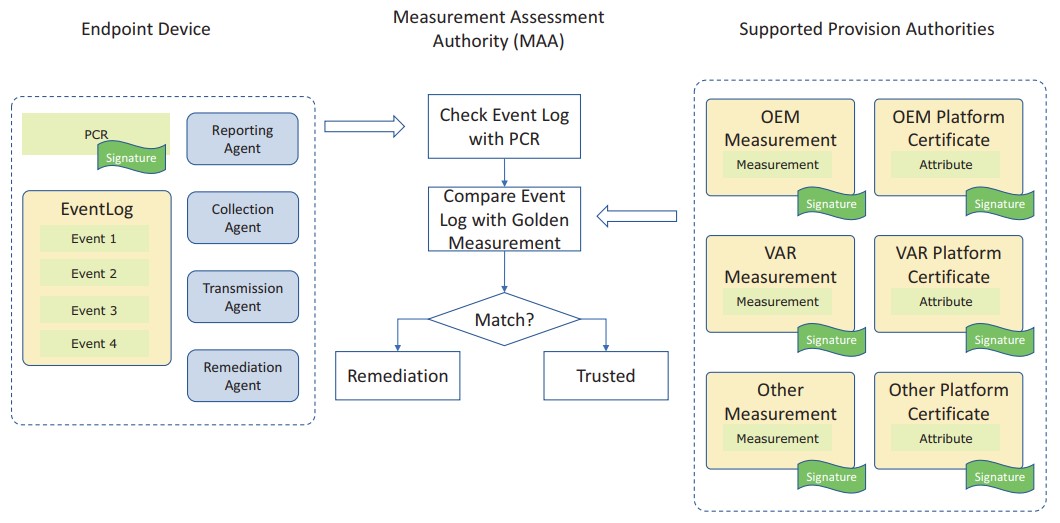 Endpoint Device
Measurement Assessment
Authority (MAA)
Supported Provision Authorities
PCR
Signature
EventLog
Event 1
Event 2
Event 3
Event 4
Reporting
Agent
Collection
Agent
Transmission
Agent
Remediation
Agent
Check Event Log
with PCR
Compare Event
Log with Golden
Measurement
Match?
Remediation
Trusted
OEM
Measurement
Measurement
Signature
OEM Platform
Certificate
Attribute
Signature
VAR
Measurement
Measurement
Signature
VAR Platform
Certificate
Attribute
Signature
Other
Measurement
Measurement
Signature
Other Platform
Certificate
Attribute
Signature